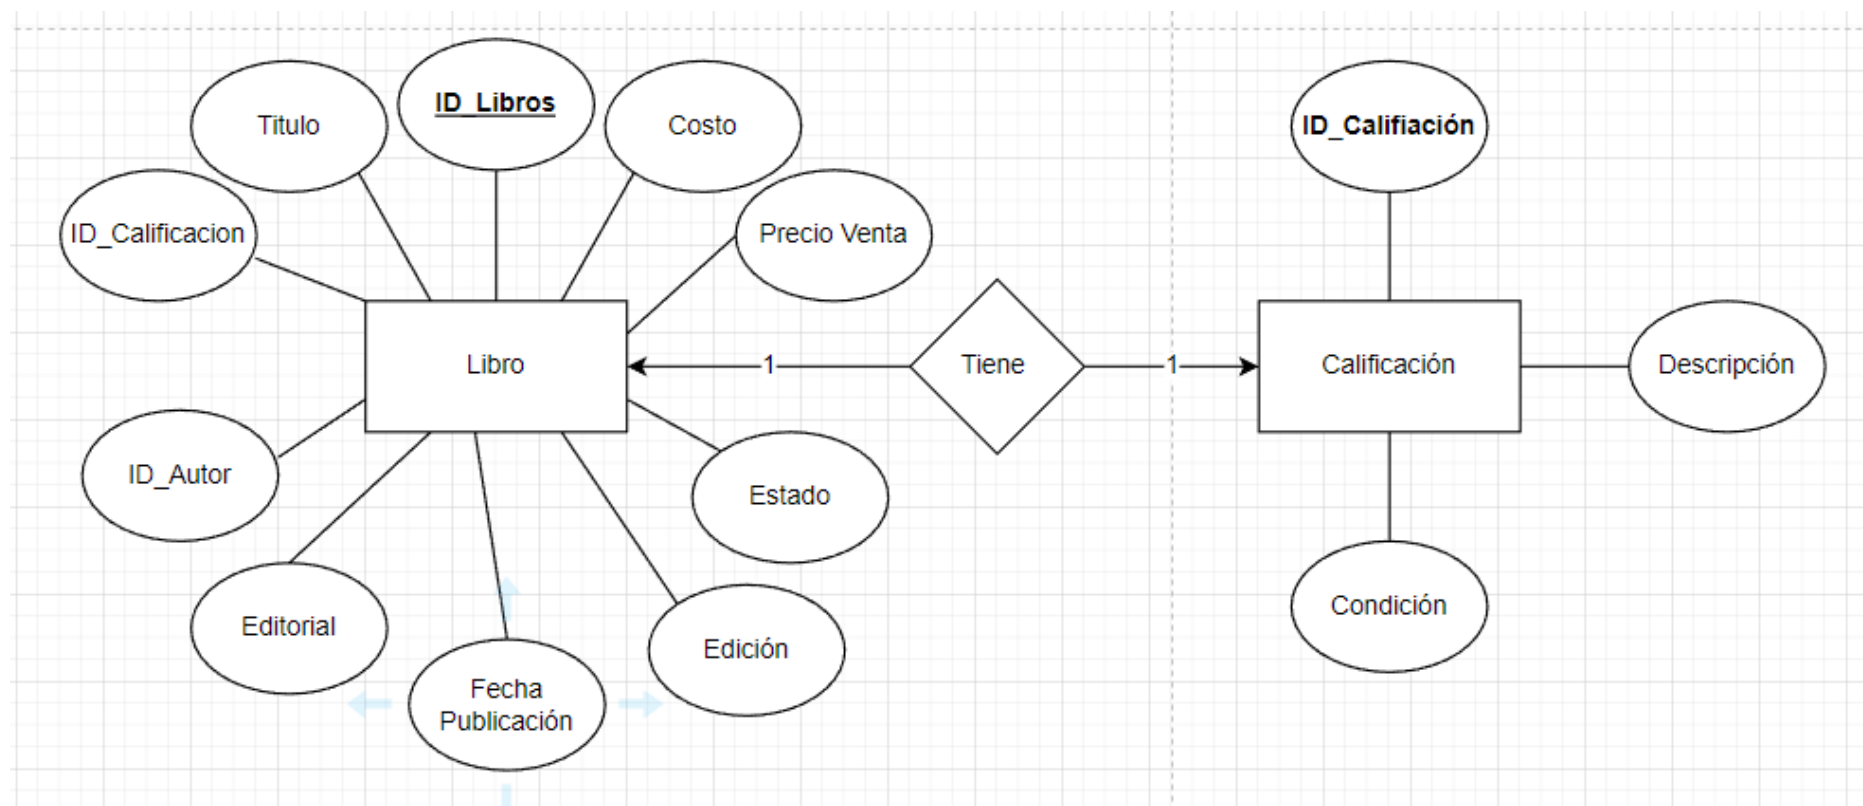 ID_Libros
Titulo
Costo
ID_Califiación
ID_Calificacion
Precio Venta
Libro
1
Tiene
1
Calificación
Descripción
ID_Autor
Estado
Condición
Editorial
Edición
Fecha
Publicación